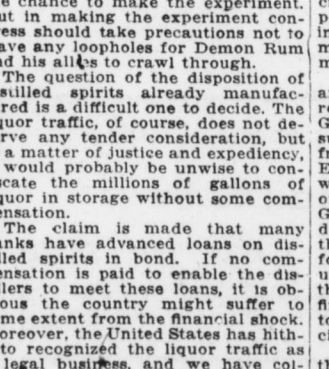 e chance to make the experiment.
ut in making the experiment con-
ess should take precautions not to
ave any loopholes for Demon Rum
nd his allies to crawl through.
The question of the disposition of
stilled spirits already manufac-
red is a difficult one to decide. The
quor traffic, of course, does not de-
rve any tender consideration, but
a matter of justice and expediency,
would probably be unwise to con-
scate the millions of gallons of
quor in storage without some com-
ensation.
The claim is made that many
anks have advanced loans on dis-
lled spirits in bond. If no com-
ensation is paid to enable the dis-
llers to meet these loans, it is ob-
ous the country might suffer to
me extent from the financial shock.
oreover, the United States has hith-
to recognized the liquor traffic as
legal business, and we have col-